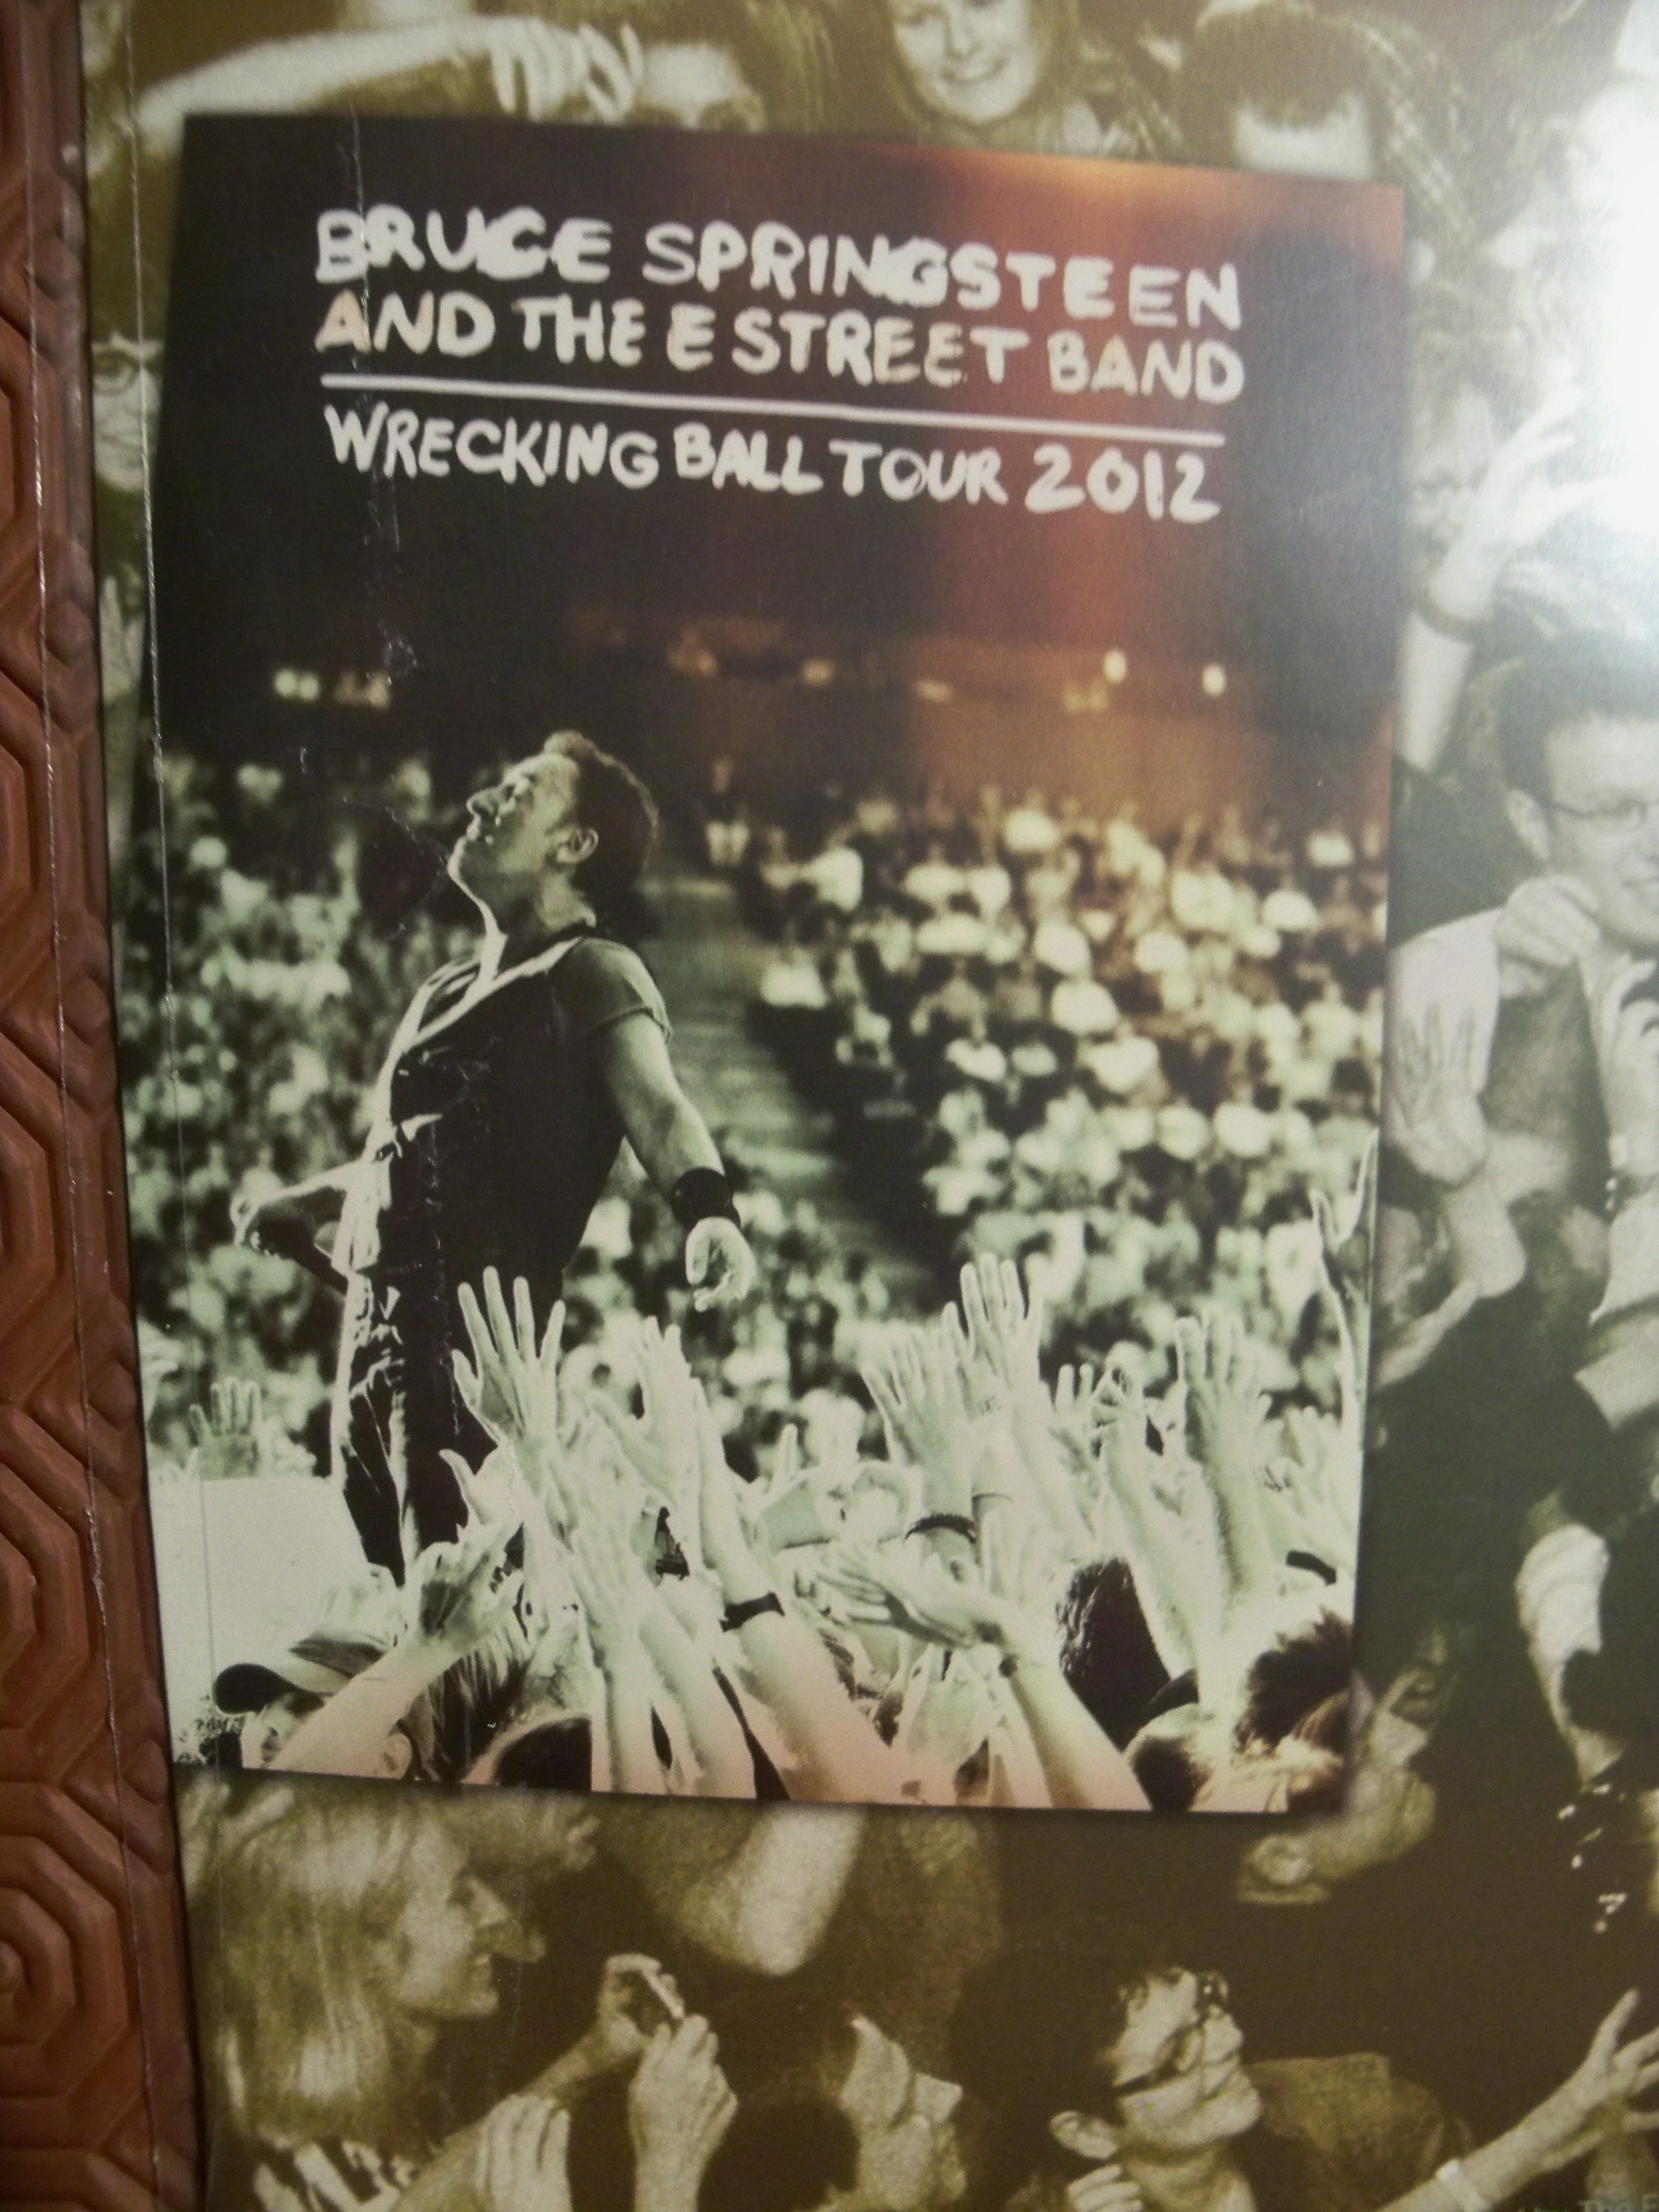 BRUCE SPRINGSTEEN
AND THE E STREET BAND
WRECKING BALL TOUR 2012